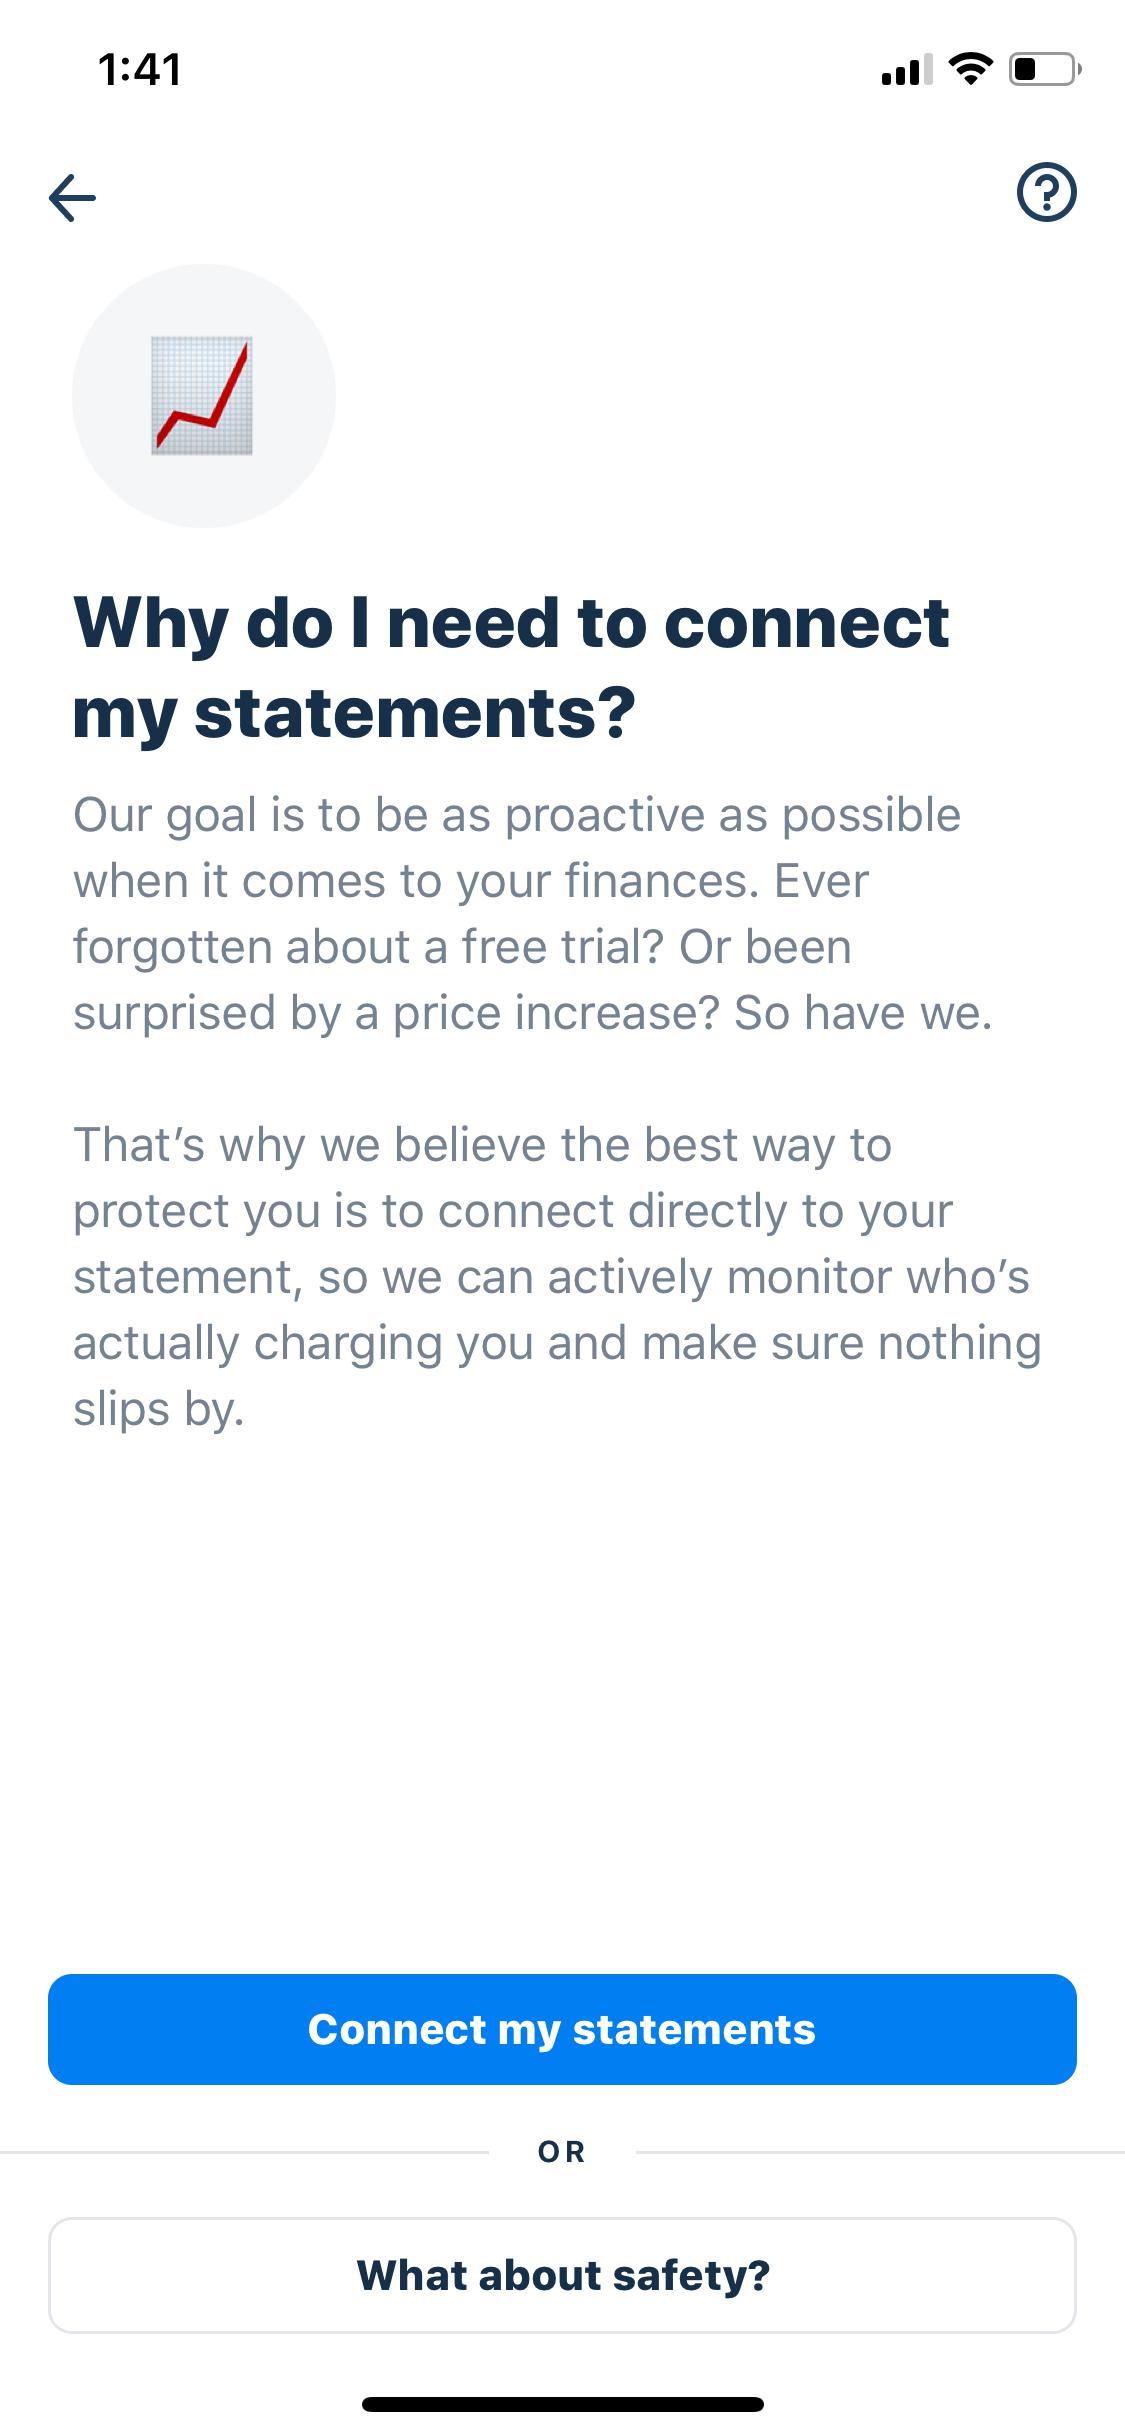 1:41
Why do I need to connect
my statements?
Our goal is to be as proactive as possible
when it comes to your finances. Ever
forgotten about a free trial? Or been
surprised by a price increase? So have we.
That’s why we believe the best way to
protect you is to connect directly to your
statement, so we can actively monitor who’s
actually charging you and make sure nothing
slips by.
Connect my statements
OR
What about safety?